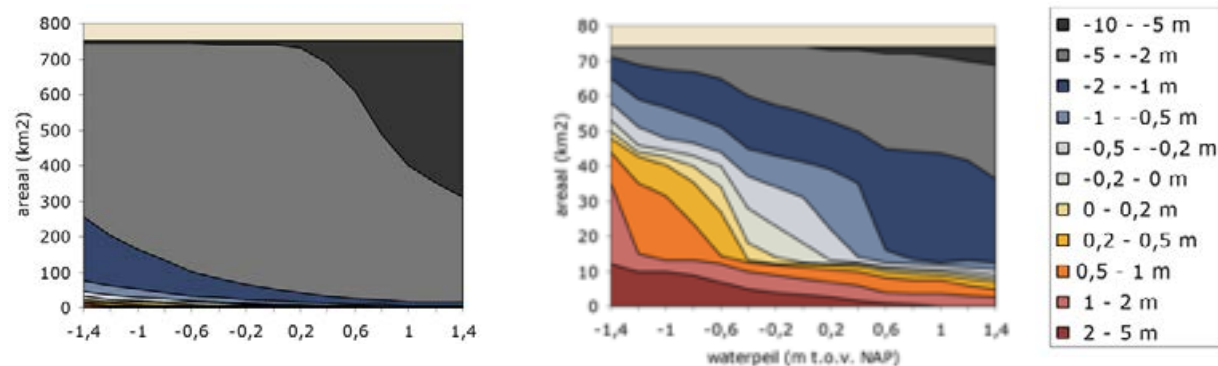 800
700
600
500
400
300
200
100
0
areaal (km2)
-1,4 -1 -0,6 -0,2 0,2 0,6 1 1,4
80
70
60
50
40
30
20
10
0
areaal (km2)
-1,4 -1 -0,6 -0,2 0,2 0,6 1 1,4
waterpeil (m t.o.v. NAP)
-10 - -5 m
-5 - -2 m
-2 - -1 m
-1 - -0,5 m
-0,5 - -0,2 m
-0,2 - 0 m
0 - 0,2 m
0,2 - 0,5 m
0,5 - 1 m
1 - 2 m
2 - 5 m